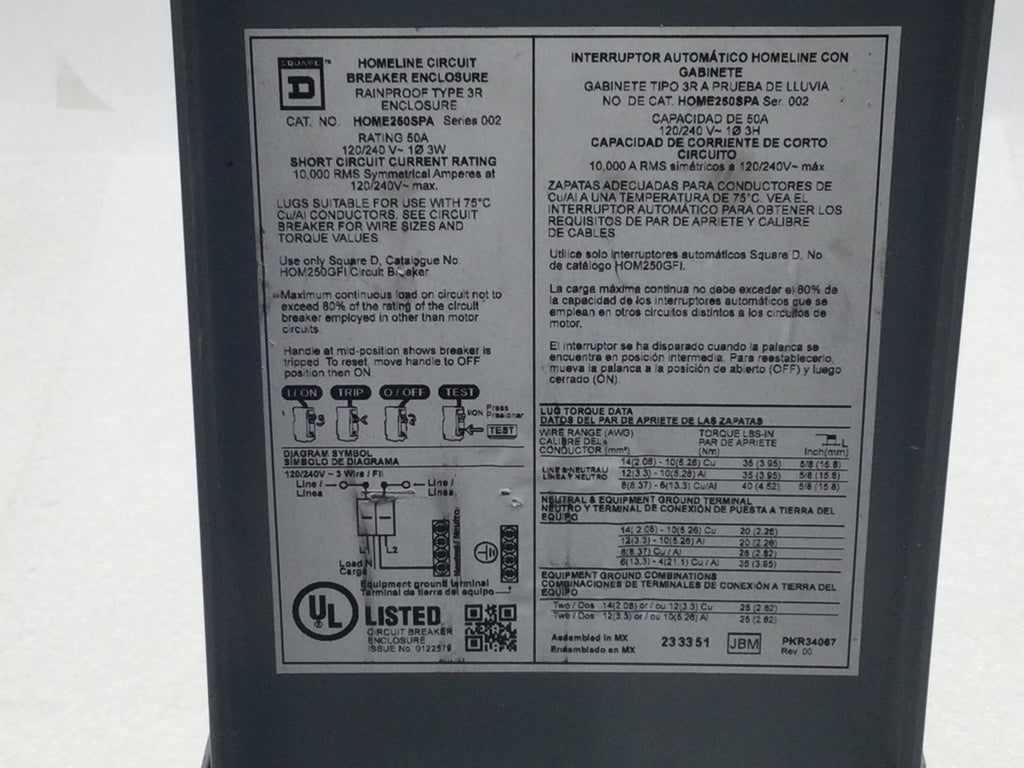 SQUARE D
HOMELINE CIRCUIT
BREAKER ENCLOSURE
RAINPROOF TYPE 3R
ENCLOSURE
CAT. NO. HOME250SPA Series 002
RATING 50A
120/240 V~ 1Ø 3W
SHORT CIRCUIT CURRENT RATING
10,000 RMS Symmetrical Amperes at
120/240V~ max.
LUGS SUITABLE FOR USE WITH 75°C
Cu/Al CONDUCTORS. SEE CIRCUIT
BREAKER FOR WIRE SIZES AND
TORQUE VALUES
Use only Square D, Catalogue No.
HOM250GFI Circuit Breaker
Maximum continuous load on circuit not to
exceed 80% of the rating of the circuit
breaker employed in other than motor
circuits.
Handle at mid-position shows breaker is
tripped. To reset, move handle to OFF
position then ON.
I / ON TRIP O / OFF TEST
I/ON Press
Presionar
TEST
DIAGRAM SYMBOL
SÍMBOLO DE DIAGRAMA
120/240V ~ 3 Wire / Fil
Line / Línea
Line / Línea
L2
Neutral / Neutro
Load
Carga
N
Equipment ground terminal
Terminal de tierra del equipo
UL LISTED
CIRCUIT BREAKER
ENCLOSURE
ISSUE No. 0122579
INTERRUPTOR AUTOMÁTICO HOMELINE CON
GABINETE
GABINETE TIPO 3R A PRUEBA DE LLUVIA
NO. DE CAT. HOME250SPA Ser. 002
CAPACIDAD DE 50A
120/240 V~ 1Ø 3H
CAPACIDAD DE CORRIENTE DE CORTO
CIRCUITO
10,000 A RMS simétricos a 120/240V~ máx.
ZAPATAS ADECUADAS PARA CONDUCTORES DE
Cu/Al A UNA TEMPERATURA DE 75°C. VEA EL
INTERRUPTOR AUTOMÁTICO PARA OBTENER LOS
REQUISITOS DE PAR DE APRIETE Y CALIBRE
DE CABLES
Utilice solo interruptores automáticos Square D, No.
de catálogo HOM250GFI.
La carga máxima continua no debe exceder el 80% de
la capacidad de los interruptores automáticos que se
emplean en otros circuitos distintos a los circuitos de
motor.
El interruptor se ha disparado cuando la palanca se
encuentra en posición intermedia. Para reestablecerlo,
mueva la palanca a la posición de abierto (OFF) y luego
cerrado (ON).
LUG TORQUE DATA
DATOS DEL PAR DE APRIETE DE LAS ZAPATAS
WIRE RANGE (AWG) TORQUE LBS-IN
CALIBRE DEL PAR DE APRIETE L
CONDUCTOR (mm²) (Nm) Inch(mm)
LINE & NEUTRAL/
LÍNEA Y NEUTRO
14(2.08) - 10(5.26) Cu 35 (3.95) 5/8 (15.8)
12(3.3) - 10(5.26) Al 35 (3.95) 5/8 (15.8)
8(8.37) - 6(13.3) Cu/Al 40 (4.52) 5/8 (15.8)
NEUTRAL & EQUIPMENT GROUND TERMINAL
NEUTRO Y TERMINAL DE CONEXIÓN DE PUESTA A TIERRA DEL
EQUIPO
14( 2.08) - 10(5.26) Cu 20 (2.26)
12(3.3) - 10(5.26) Al 20 (2.26)
8(8.37) Cu / Al 25 (2.82)
6(13.3) - 4(21.1) Cu / Al 35 (3.95)
EQUIPMENT GROUND COMBINATIONS
COMBINACIONES DE TERMINALES DE CONEXIÓN A TIERRA DEL
EQUIPO
Two / Dos 14(2.08) or / ou 12(3.3) Cu 25 (2.82)
Two / Dos 12(3.3) or / ou 10(5.26) Al 25 (2.82)
Assembled in MX
Ensamblado en MX
233351
JBM
PKR34067
Rev. 00